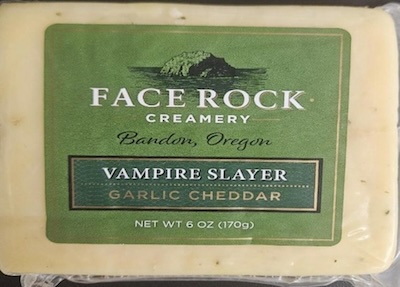 FACE ROCK
CREAMERY
Bandon, Oregon
VAMPIRE SLAYER
GARLIC CHEDDAR
NET WT 6 OZ (170g)